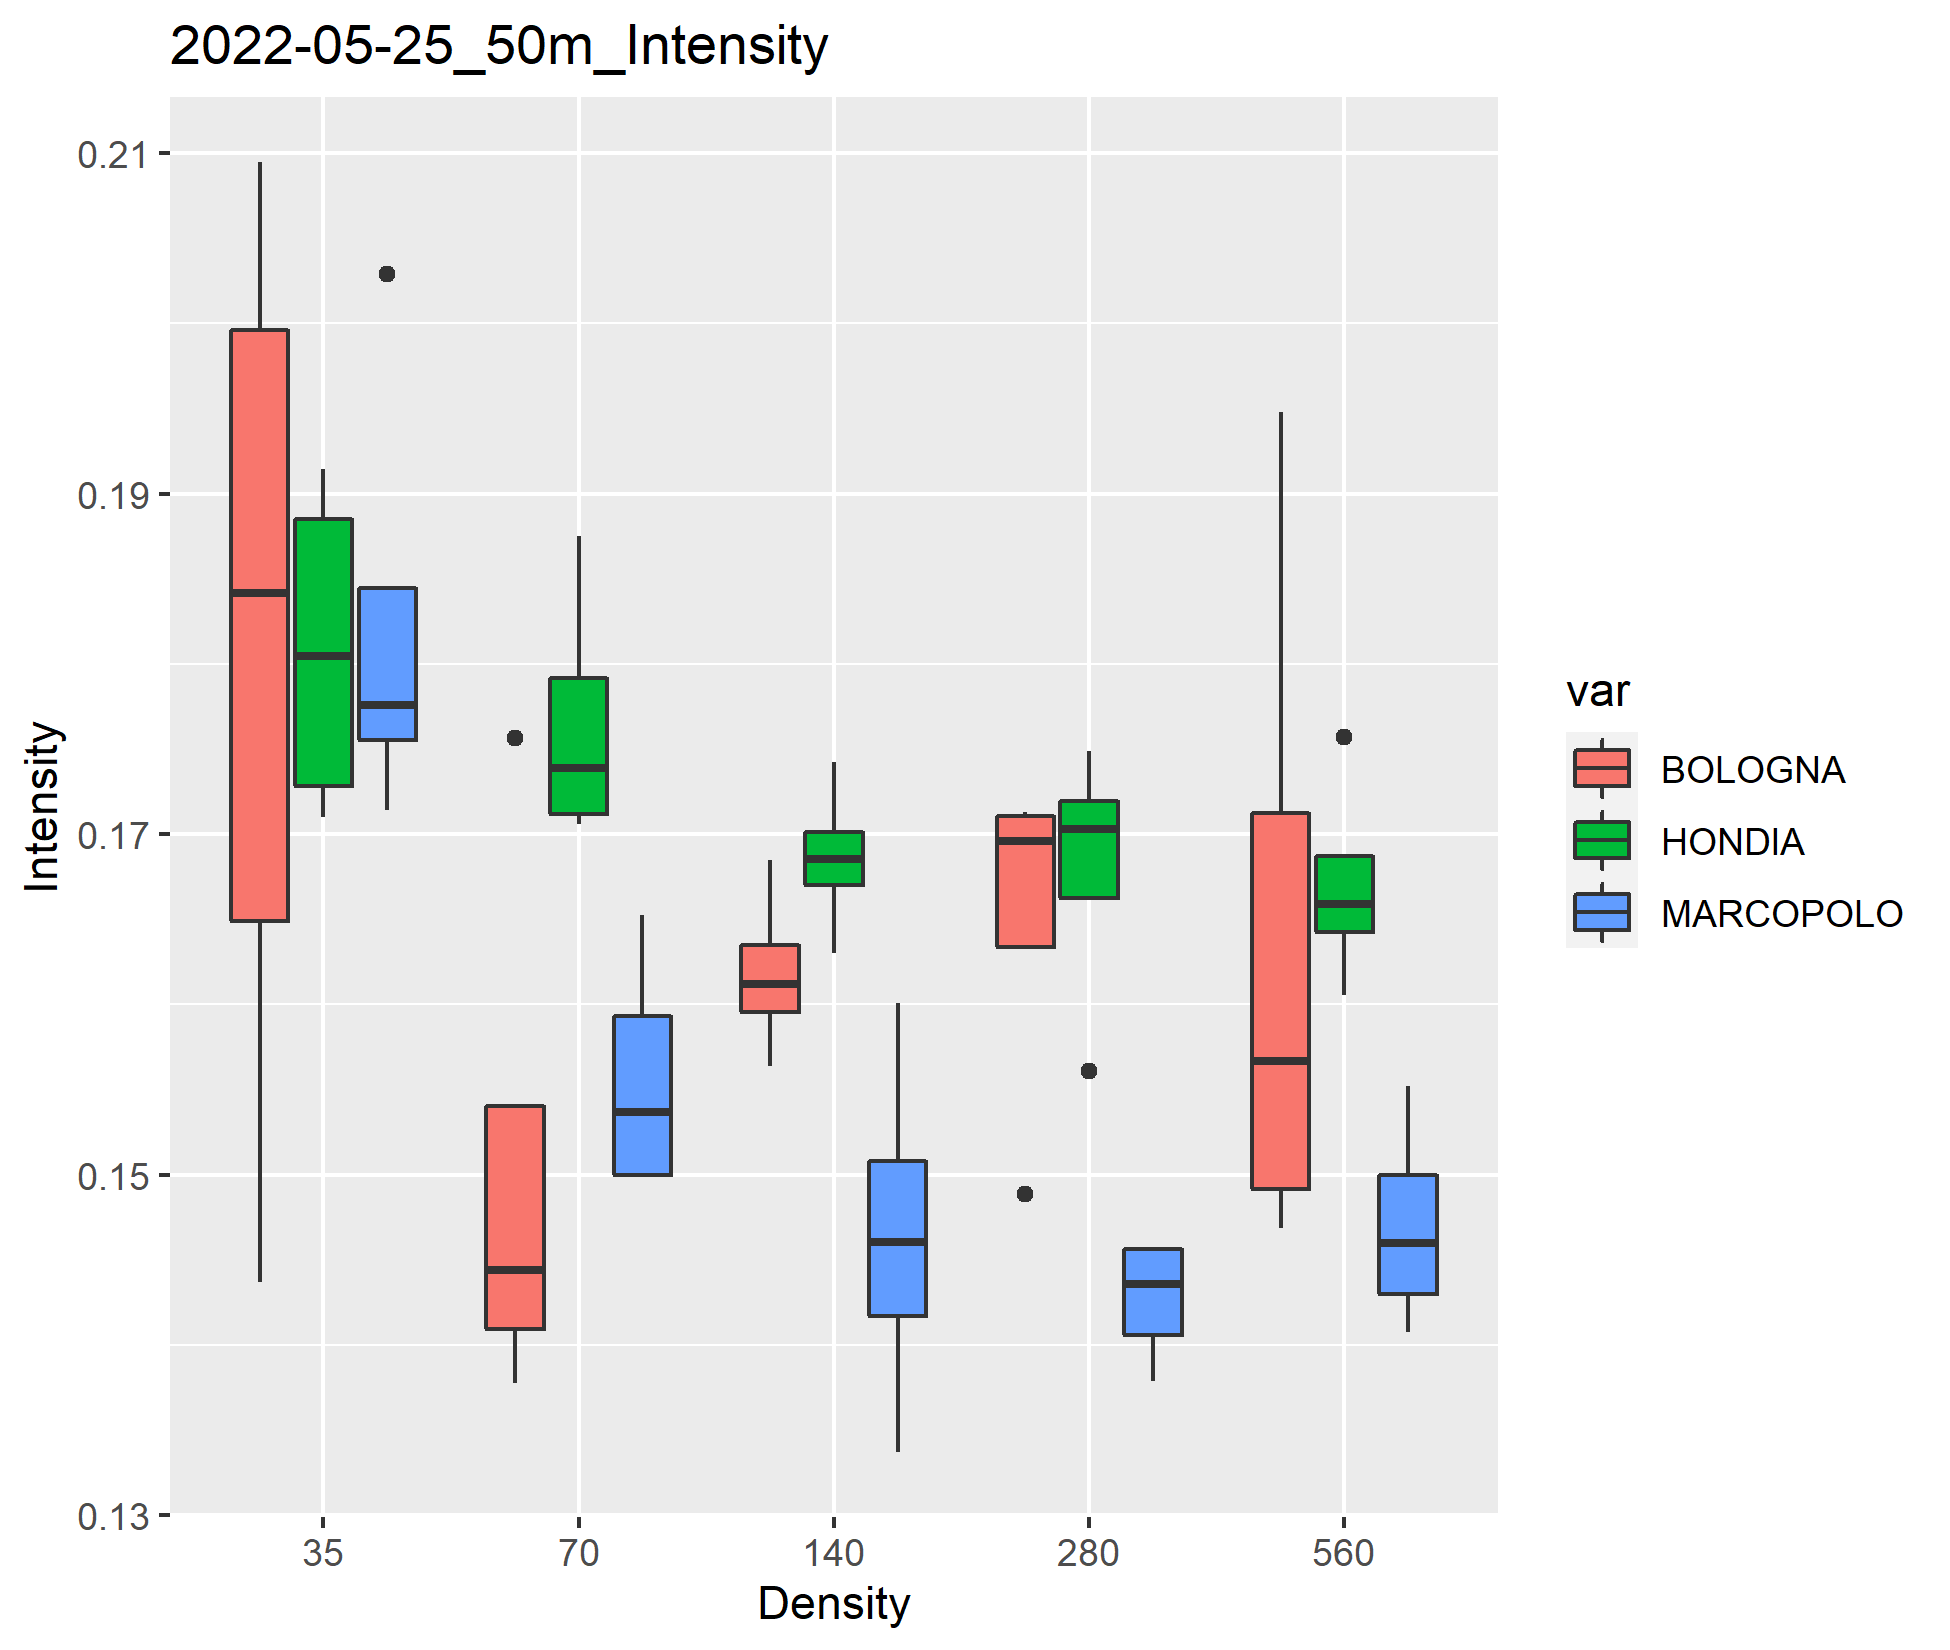 2022-05-25_50m_Intensity
Intensity
0.21
0.19
0.17
0.15
0.13
35 70 140 280 560
Density
var
BOLOGNA
HONDIA
MARCOPOLO